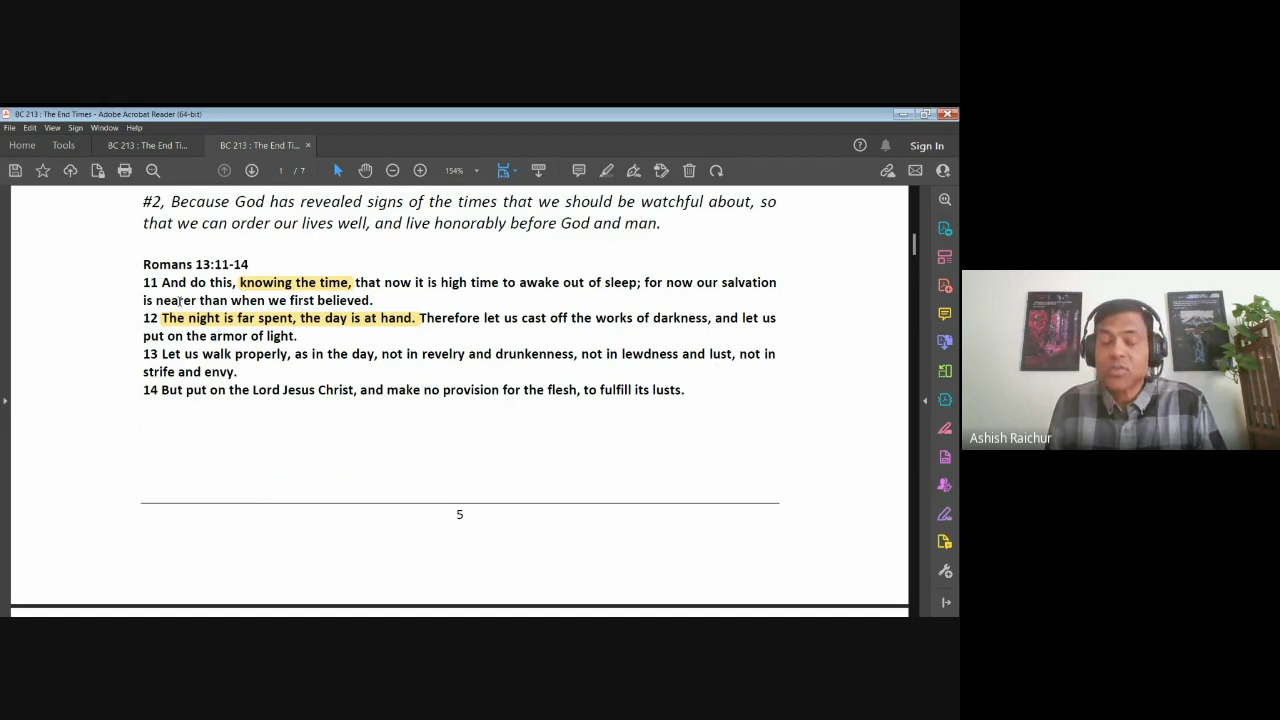 BC 213 : The End Times - Adobe Acrobat Reader (64-bit)
File Edit View Sign Window Help
Home Tools BC 213 : The End Ti... BC 213 : The End Ti... × Sign In
1 / 7 154%
#2, Because God has revealed signs of the times that we should be watchful about, so
that we can order our lives well, and live honorably before God and man.
Romans 13:11-14
11 And do this, knowing the time, that now it is high time to awake out of sleep; for now our salvation
is nearer than when we first believed.
12 The night is far spent, the day is at hand. Therefore let us cast off the works of darkness, and let us
put on the armor of light.
13 Let us walk properly, as in the day, not in revelry and drunkenness, not in lewdness and lust, not in
strife and envy.
14 But put on the Lord Jesus Christ, and make no provision for the flesh, to fulfill its lusts.
5
Ashish Raichur